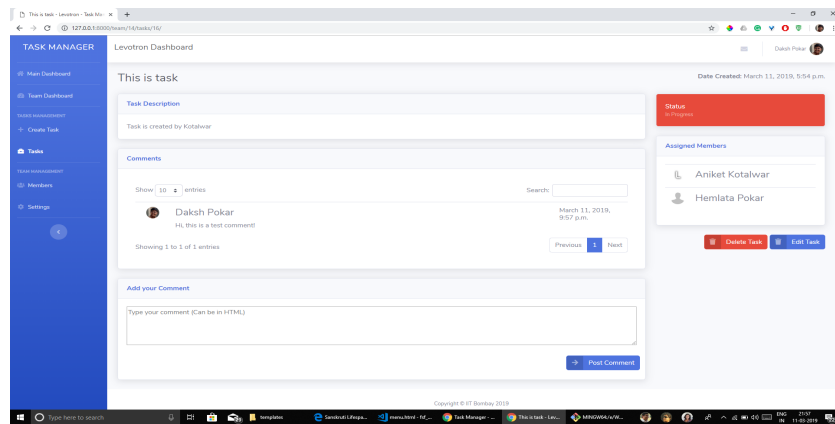 This is task - Levotron - Task Ma
127.0.0.1:8000/team/14/tasks/16/
TASK MANAGER
Levotron Dashboard
Daksh Pokar
Main Dashboard
This is task
Date Created: March 11, 2019, 5:54 p.m.
Team Dashboard
Task Description
Status
In Progress
TASKS MANAGEMENT
Create Task
Task is created by Kotalwar
Assigned Members
Tasks
Comments
TEAM MANAGEMENT
Members
Aniket Kotalwar
Show 10 entries
Search:
Hemlata Pokar
Settings
Daksh Pokar
March 11, 2019, 9:57 p.m.
Hi, this is a test comment!
Showing 1 to 1 of 1 entries
Previous 1 Next
Delete Task
Edit Task
Add your Comment
Type your comment (Can be in HTML)
Post Comment
Copyright © IIT Bombay 2019
Type here to search
templates
Sanskruti Lifespa...
menu.html - fsf_...
Task Manager - ...
This is task - Lev...
MINGW64:/e/W...
ENG
IN
21:57
11-03-2019